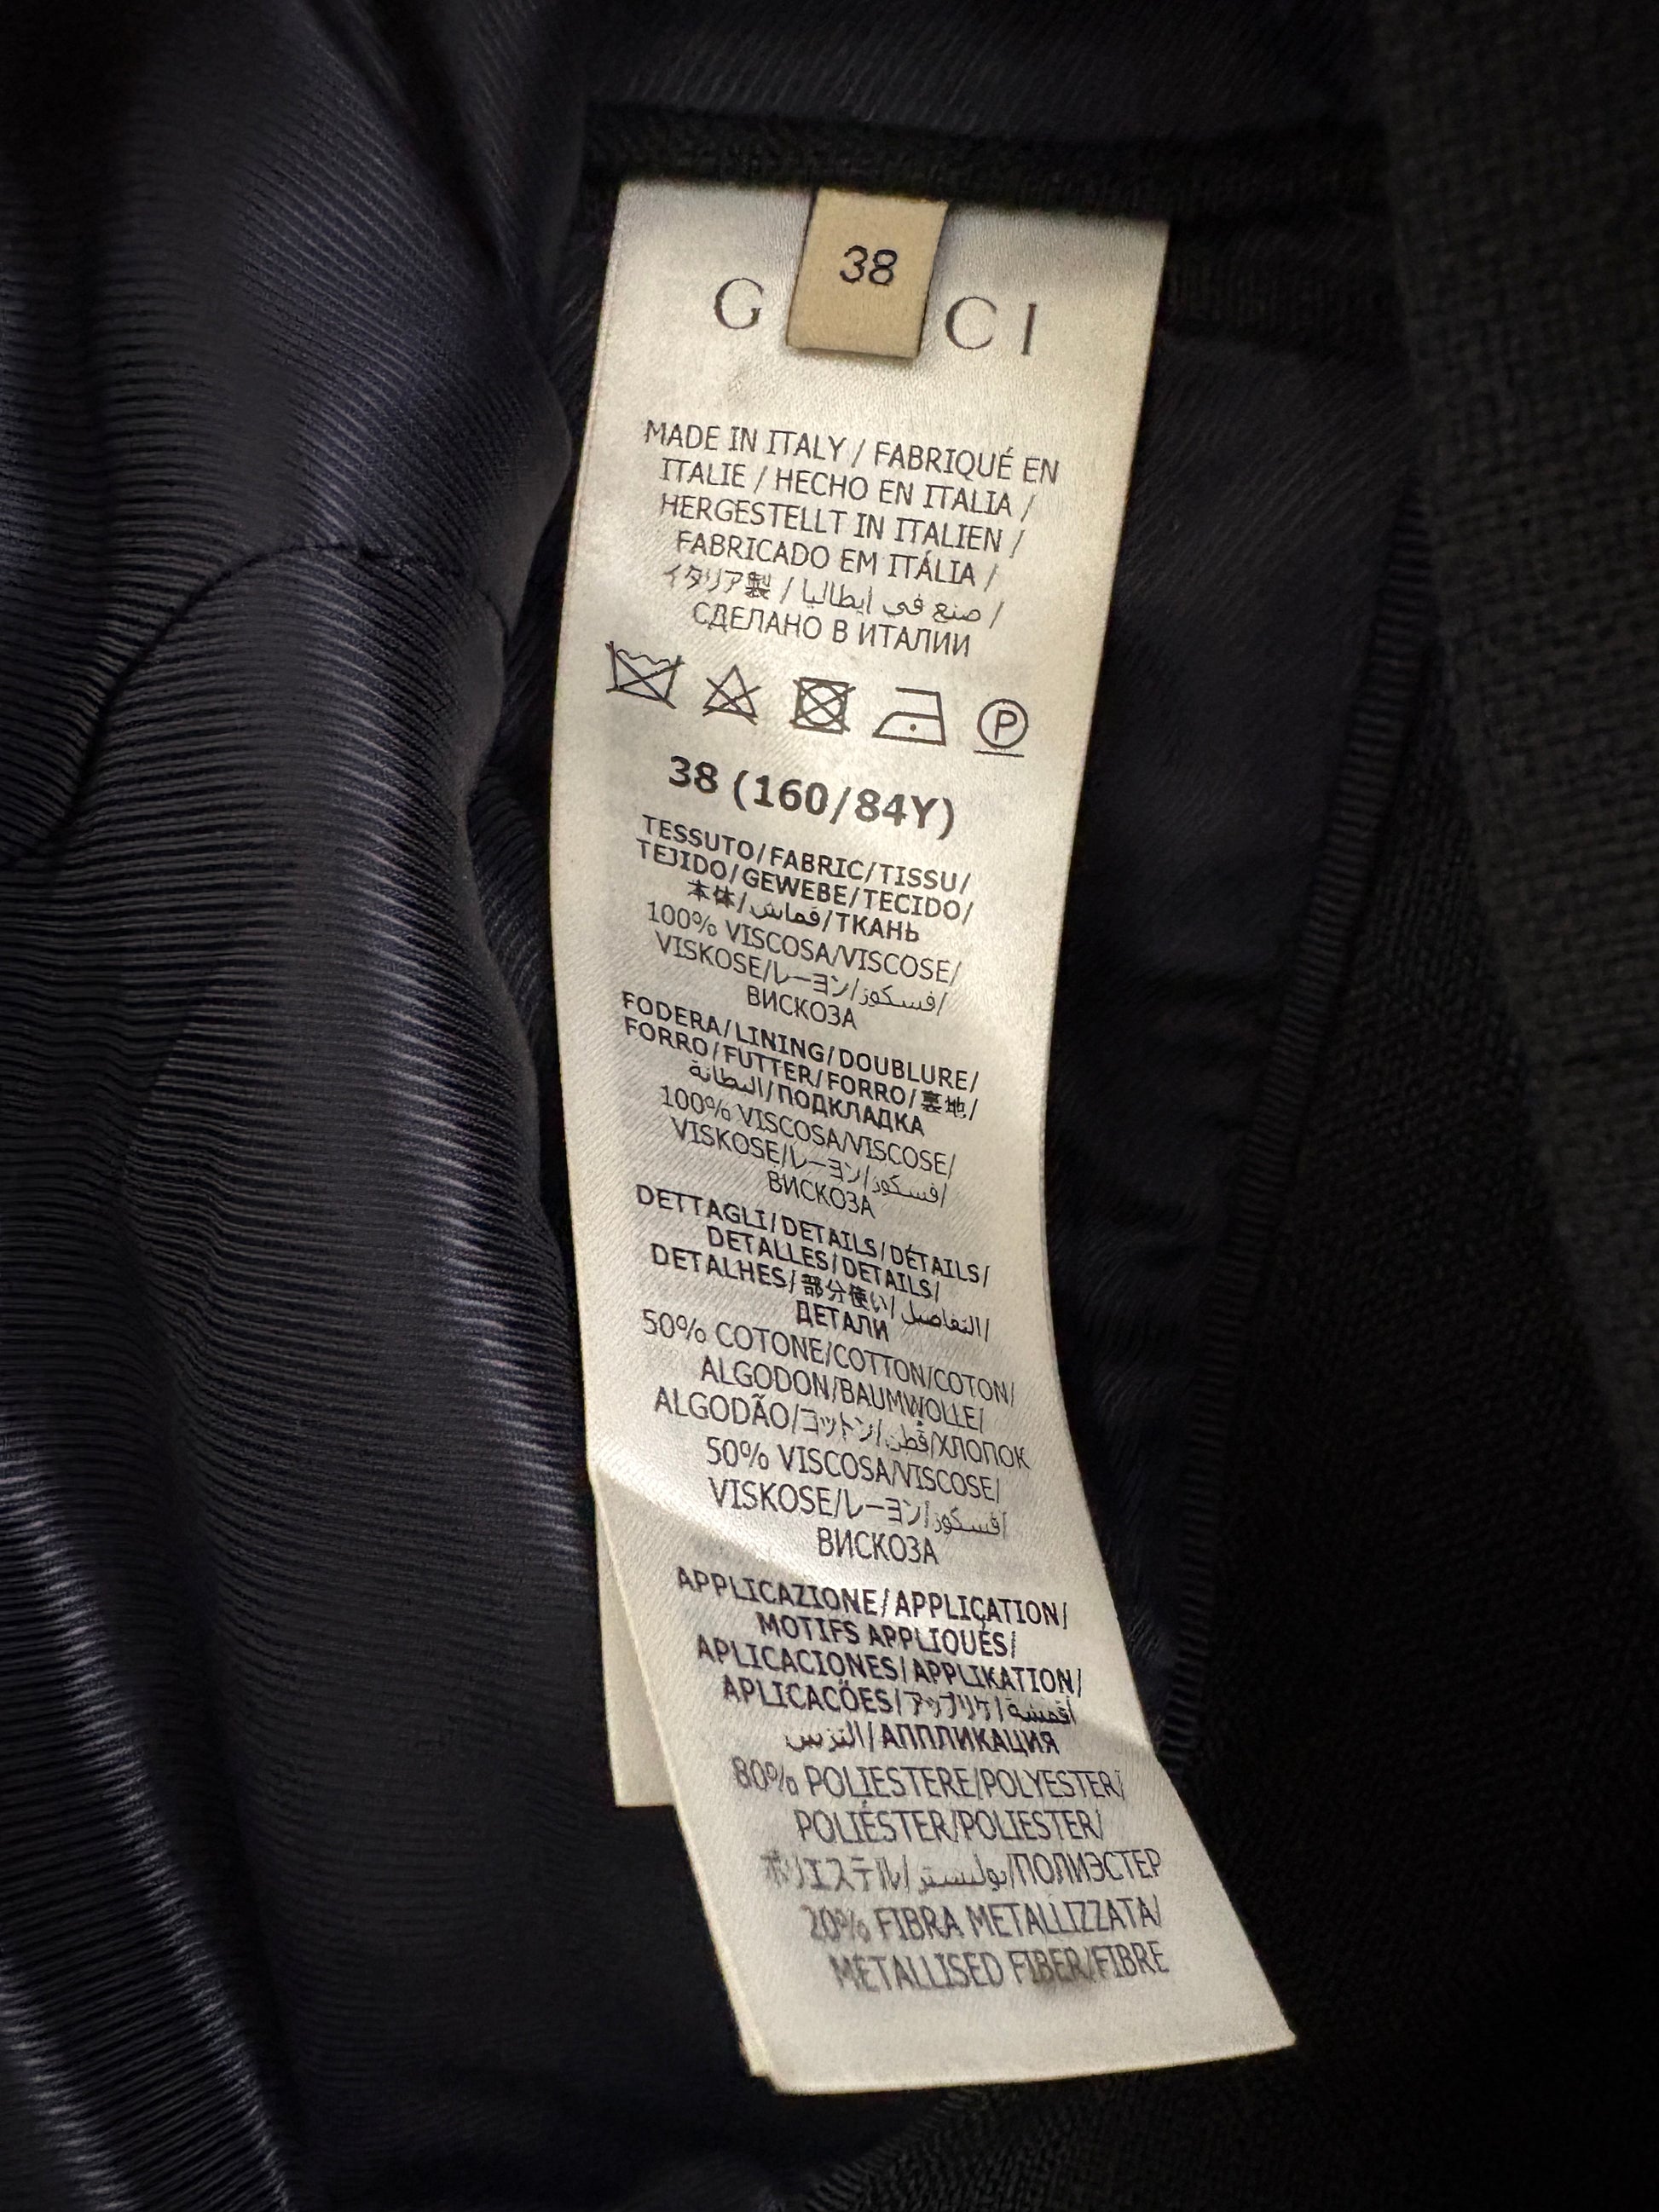 38
G CI
MADE IN ITALY / FABRIQUÉ EN
ITALIE / HECHO EN ITALIA /
HERGESTELLT IN ITALIEN /
FABRICADO EM ITÁLIA /
イタリア製 / صنع في إيطاليا /
СДЕЛАНО В ИТАЛИИ
P
38 (160/84Y)
TESSUTO/FABRIC/TISSU/
TEJIDO/GEWEBE/TECIDO/
本体/قماش/ТКАНЬ
100% VISCOSA/VISCOSE/
VISKOSE/レーヨン/فسكوز/
ВИСКОЗА
FODERA/LINING/DOUBLURE/
FORRO/FUTTER/FORRO/裏地/
البطانة/ПОДКЛАДКА
100% VISCOSA/VISCOSE/
VISKOSE/レーヨン/فسكوز/
ВИСКОЗА
DETTAGLI/DETAILS/DÉTAILS/
DETALLES/DETAILS/
DETALHES/部分使い/التفاصيل/
ДЕТАЛИ
50% COTONE/COTTON/COTON/
ALGODON/BAUMWOLLE/
ALGODÃO/コットン/قطن/ХЛОПОК
50% VISCOSA/VISCOSE/
VISKOSE/レーヨン/فسكوز/
ВИСКОЗА
APPLICAZIONE/APPLICATION/
MOTIFS APPLIQUÉS/
APLICACIONES/APPLIKATION/
APLICAÇÕES/アップリケ/أقمشة
التزيين/АППЛИКАЦИЯ
80% POLIESTERE/POLYESTER/
POLIÉSTER/POLIESTER/
ポリエステル/بوليستر/ПОЛИЭСТЕР
20% FIBRA METALLIZZATA/
METALLISED FIBER/FIBRE